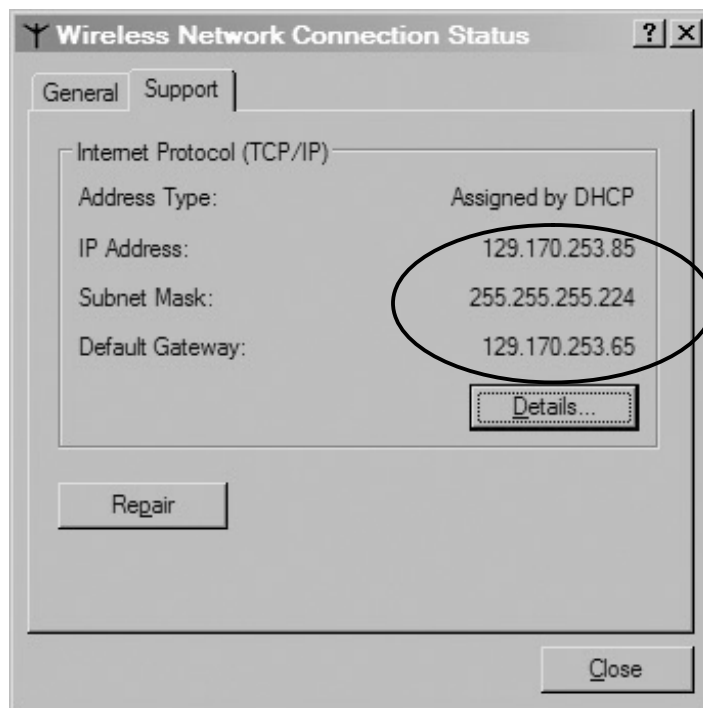 Wireless Network Connection Status ? X
General Support
Internet Protocol (TCP/IP)
Address Type: Assigned by DHCP
IP Address: 129.170.253.85
Subnet Mask: 255.255.255.224
Default Gateway: 129.170.253.65
Details...
Repair
Close